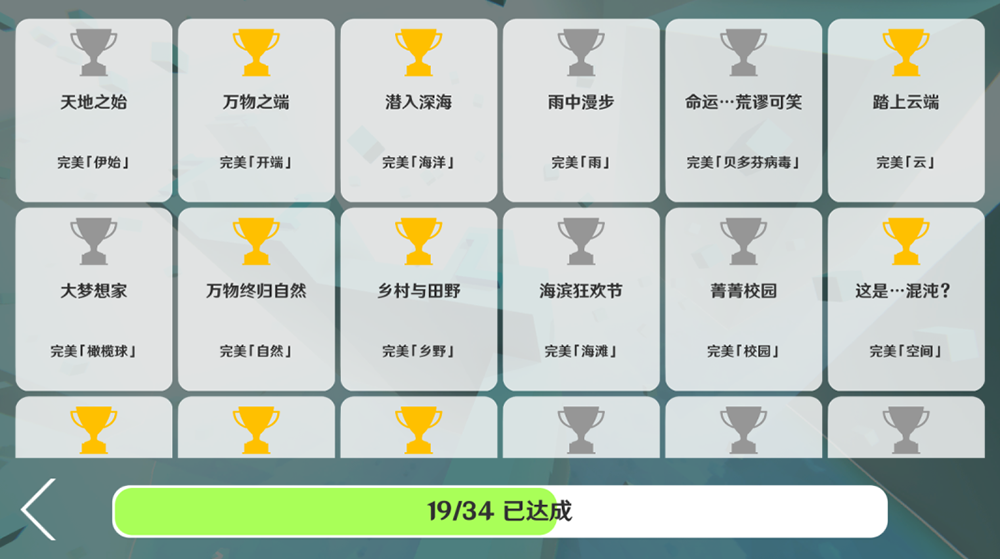 天地之始
万物之端
潜入深海
雨中漫步
命运…荒谬可笑
踏上云端
完美「伊始」
完美「开端」
完美「海洋」
完美「雨」
完美「贝多芬病毒」
完美「云」
大梦想家
万物终归自然
乡村与田野
海滨狂欢节
菁菁校园
这是…混沌?
完美「橄榄球」
完美「自然」
完美「乡野」
完美「海滩」
完美「校园」
完美「空间」
19/34 已达成